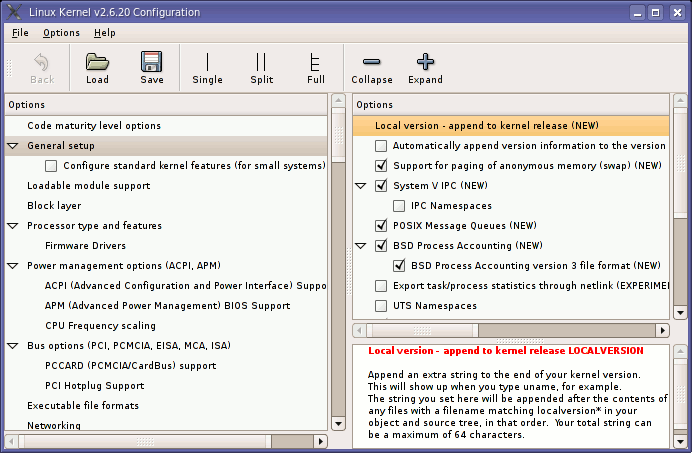 Linux Kernel v2.6.20 Configuration
File Options Help
Back Load Save Single Split Full Collapse Expand
Options
Code maturity level options
General setup
Configure standard kernel features (for small systems)
Loadable module support
Block layer
Processor type and features
Firmware Drivers
Power management options (ACPI, APM)
ACPI (Advanced Configuration and Power Interface) Suppo
APM (Advanced Power Management) BIOS Support
CPU Frequency scaling
Bus options (PCI, PCMCIA, EISA, MCA, ISA)
PCCARD (PCMCIA/CardBus) support
PCI Hotplug Support
Executable file formats
Networking
Options
Local version - append to kernel release (NEW)
Automatically append version information to the version
Support for paging of anonymous memory (swap) (NEW)
System V IPC (NEW)
IPC Namespaces
POSIX Message Queues (NEW)
BSD Process Accounting (NEW)
BSD Process Accounting version 3 file format (NEW)
Export task/process statistics through netlink (EXPERIME
UTS Namespaces
Local version - append to kernel release LOCALVERSION
Append an extra string to the end of your kernel version.
This will show up when you type uname, for example.
The string you set here will be appended after the contents of
any files with a filename matching localversion* in your
object and source tree, in that order. Your total string can
be a maximum of 64 characters.